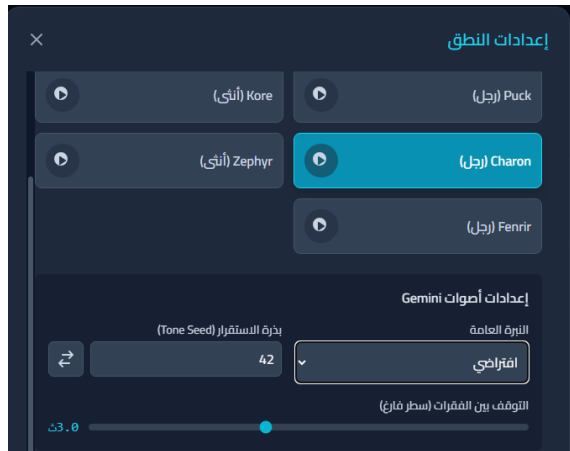 إعدادات النطق
Puck (رجل)
Kore (أنثى)
Charon (رجل)
Zephyr (أنثى)
Fenrir (رجل)
إعدادات أصوات Gemini
النبرة العامة
بذرة الاستقرار (Tone Seed)
افتراضي
42
التوقف بين الفقرات (سطر فارغ)
3.0ث